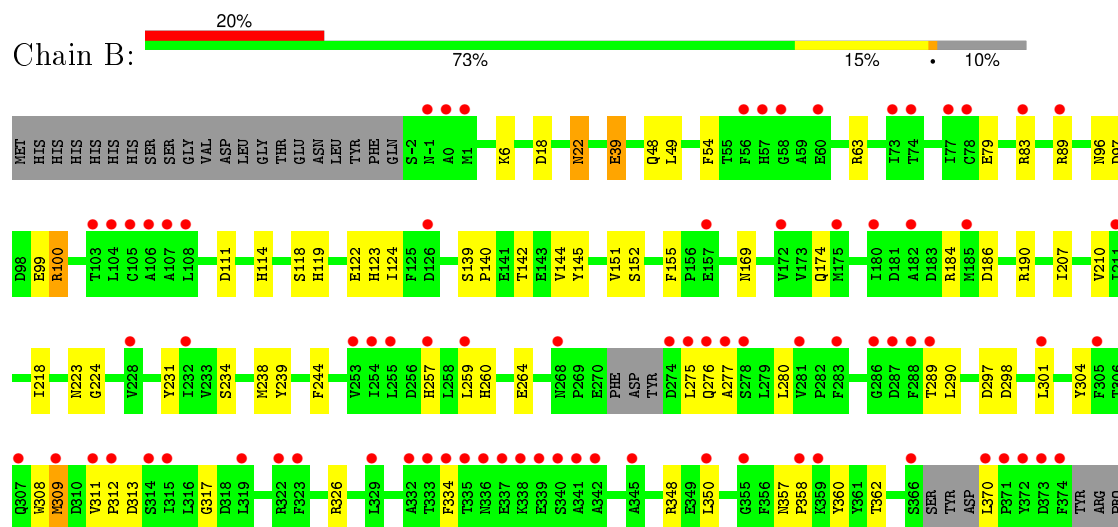 20%
Chain B:
73% 15% • 10%
MET HIS HIS HIS HIS HIS HIS SER SER GLY VAL ASP LEU GLY THR GLU ASN LEU TYR PHE GLN S-2 N-1 A0 M1 K6 D18 N22 E39 Q48 L49 F54 T55 F56 H57 G58 A59 E60 R63 I73 T74 I77 C78 E79 R83 R89 N96 D97
D98 E99 R100 T103 L104 C105 A106 A107 L108 D111 H114 S118 H119 E122 H123 I124 F125 D126 S139 P140 E141 T142 E143 V144 Y145 V151 S152 F155 P156 E157 N169 V172 V173 Q174 M175 I180 D181 A182 D183 R184 M185 D186 R190 I207 V210
I218 N223 G224 V228 Y231 I232 V233 S234 M238 Y239 F244 V253 I254 L255 D256 H257 L258 L259 H260 E264 N268 P269 E270 PHE ASP TYR D274 L275 Q276 A277 S278 L279 L280 V281 P282 F283 G286 D287 F288 T289 L290 D297 D298 L301 Y304 F305 T306
Q307 W308 M309 D310 V311 P312 D313 S314 I315 L316 G317 D318 L319 R322 F323 R326 L329 A332 T333 F334 T335 N336 E337 K338 E339 S340 A341 A342 A345 R348 E349 L350 G355 F356 N357 P358 K359 Y360 Y361 T362 S366 SER TYR ASP L370 P371 Y372 D373 F374 TYR ARG